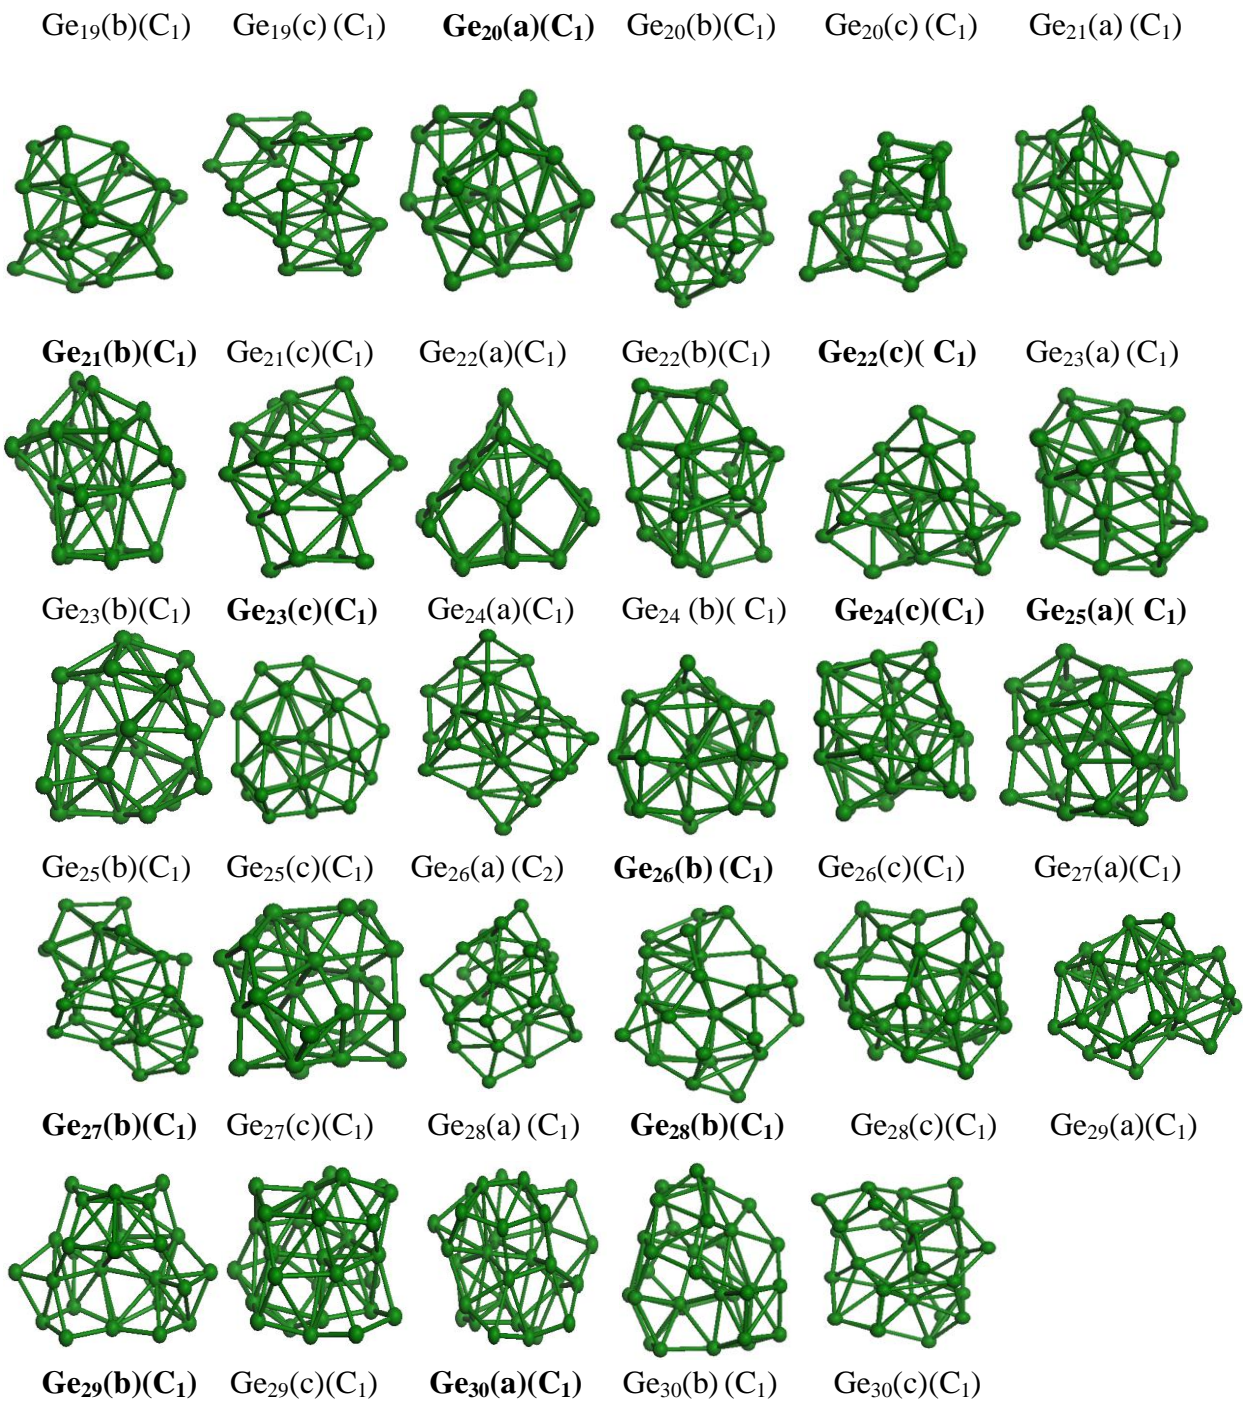 Ge₁₉(b)(C₁) Ge₁₉(c) (C₁) Ge₂₀(a)(C₁) Ge₂₀(b)(C₁) Ge₂₀(c) (C₁) Ge₂₁(a) (C₁)
Ge₂₁(b)(C₁) Ge₂₁(c)(C₁) Ge₂₂(a)(C₁) Ge₂₂(b)(C₁) Ge₂₂(c)( C₁) Ge₂₃(a) (C₁)
Ge₂₃(b)(C₁) Ge₂₃(c)(C₁) Ge₂₄(a)(C₁) Ge₂₄ (b)( C₁) Ge₂₄(c)(C₁) Ge₂₅(a)( C₁)
Ge₂₅(b)(C₁) Ge₂₅(c)(C₁) Ge₂₆(a) (C₂) Ge₂₆(b) (C₁) Ge₂₆(c)(C₁) Ge₂₇(a)(C₁)
Ge₂₇(b)(C₁) Ge₂₇(c)(C₁) Ge₂₈(a) (C₁) Ge₂₈(b)(C₁) Ge₂₈(c)(C₁) Ge₂₉(a)(C₁)
Ge₂₉(b)(C₁) Ge₂₉(c)(C₁) Ge₃₀(a)(C₁) Ge₃₀(b) (C₁) Ge₃₀(c)(C₁)